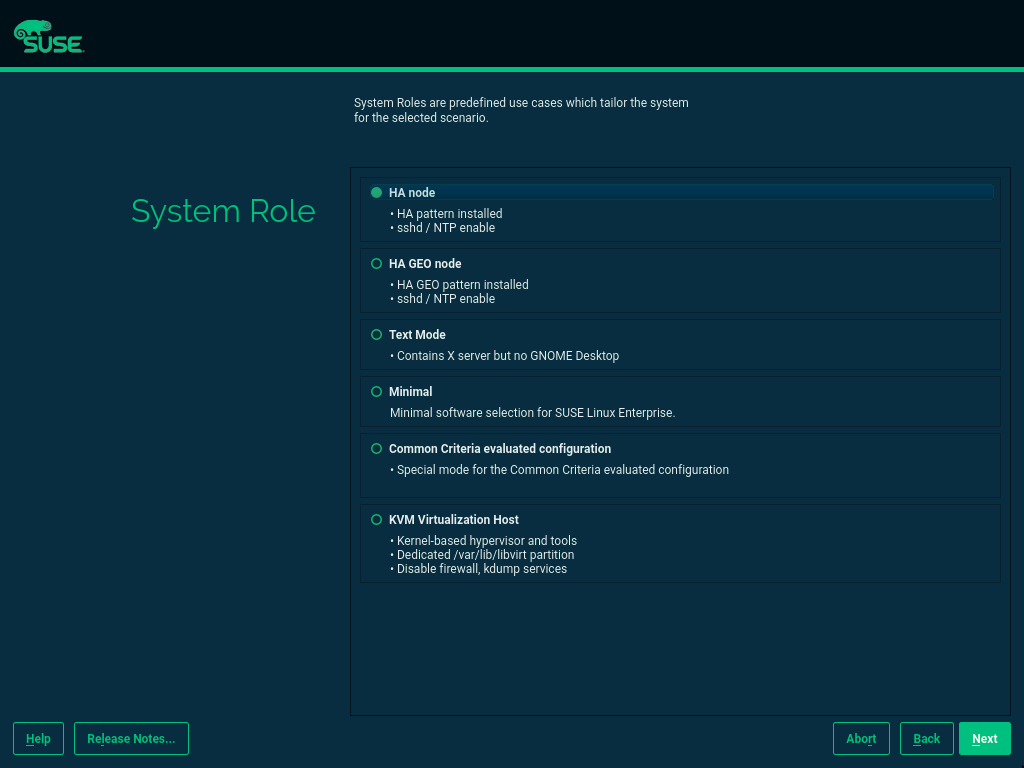 SUSE
System Roles are predefined use cases which tailor the system
for the selected scenario.
System Role
HA node
• HA pattern installed
• sshd / NTP enable
HA GEO node
• HA GEO pattern installed
• sshd / NTP enable
Text Mode
• Contains X server but no GNOME Desktop
Minimal
Minimal software selection for SUSE Linux Enterprise.
Common Criteria evaluated configuration
• Special mode for the Common Criteria evaluated configuration
KVM Virtualization Host
• Kernel-based hypervisor and tools
• Dedicated /var/lib/libvirt partition
• Disable firewall, kdump services
Help
Release Notes...
Abort
Back
Next